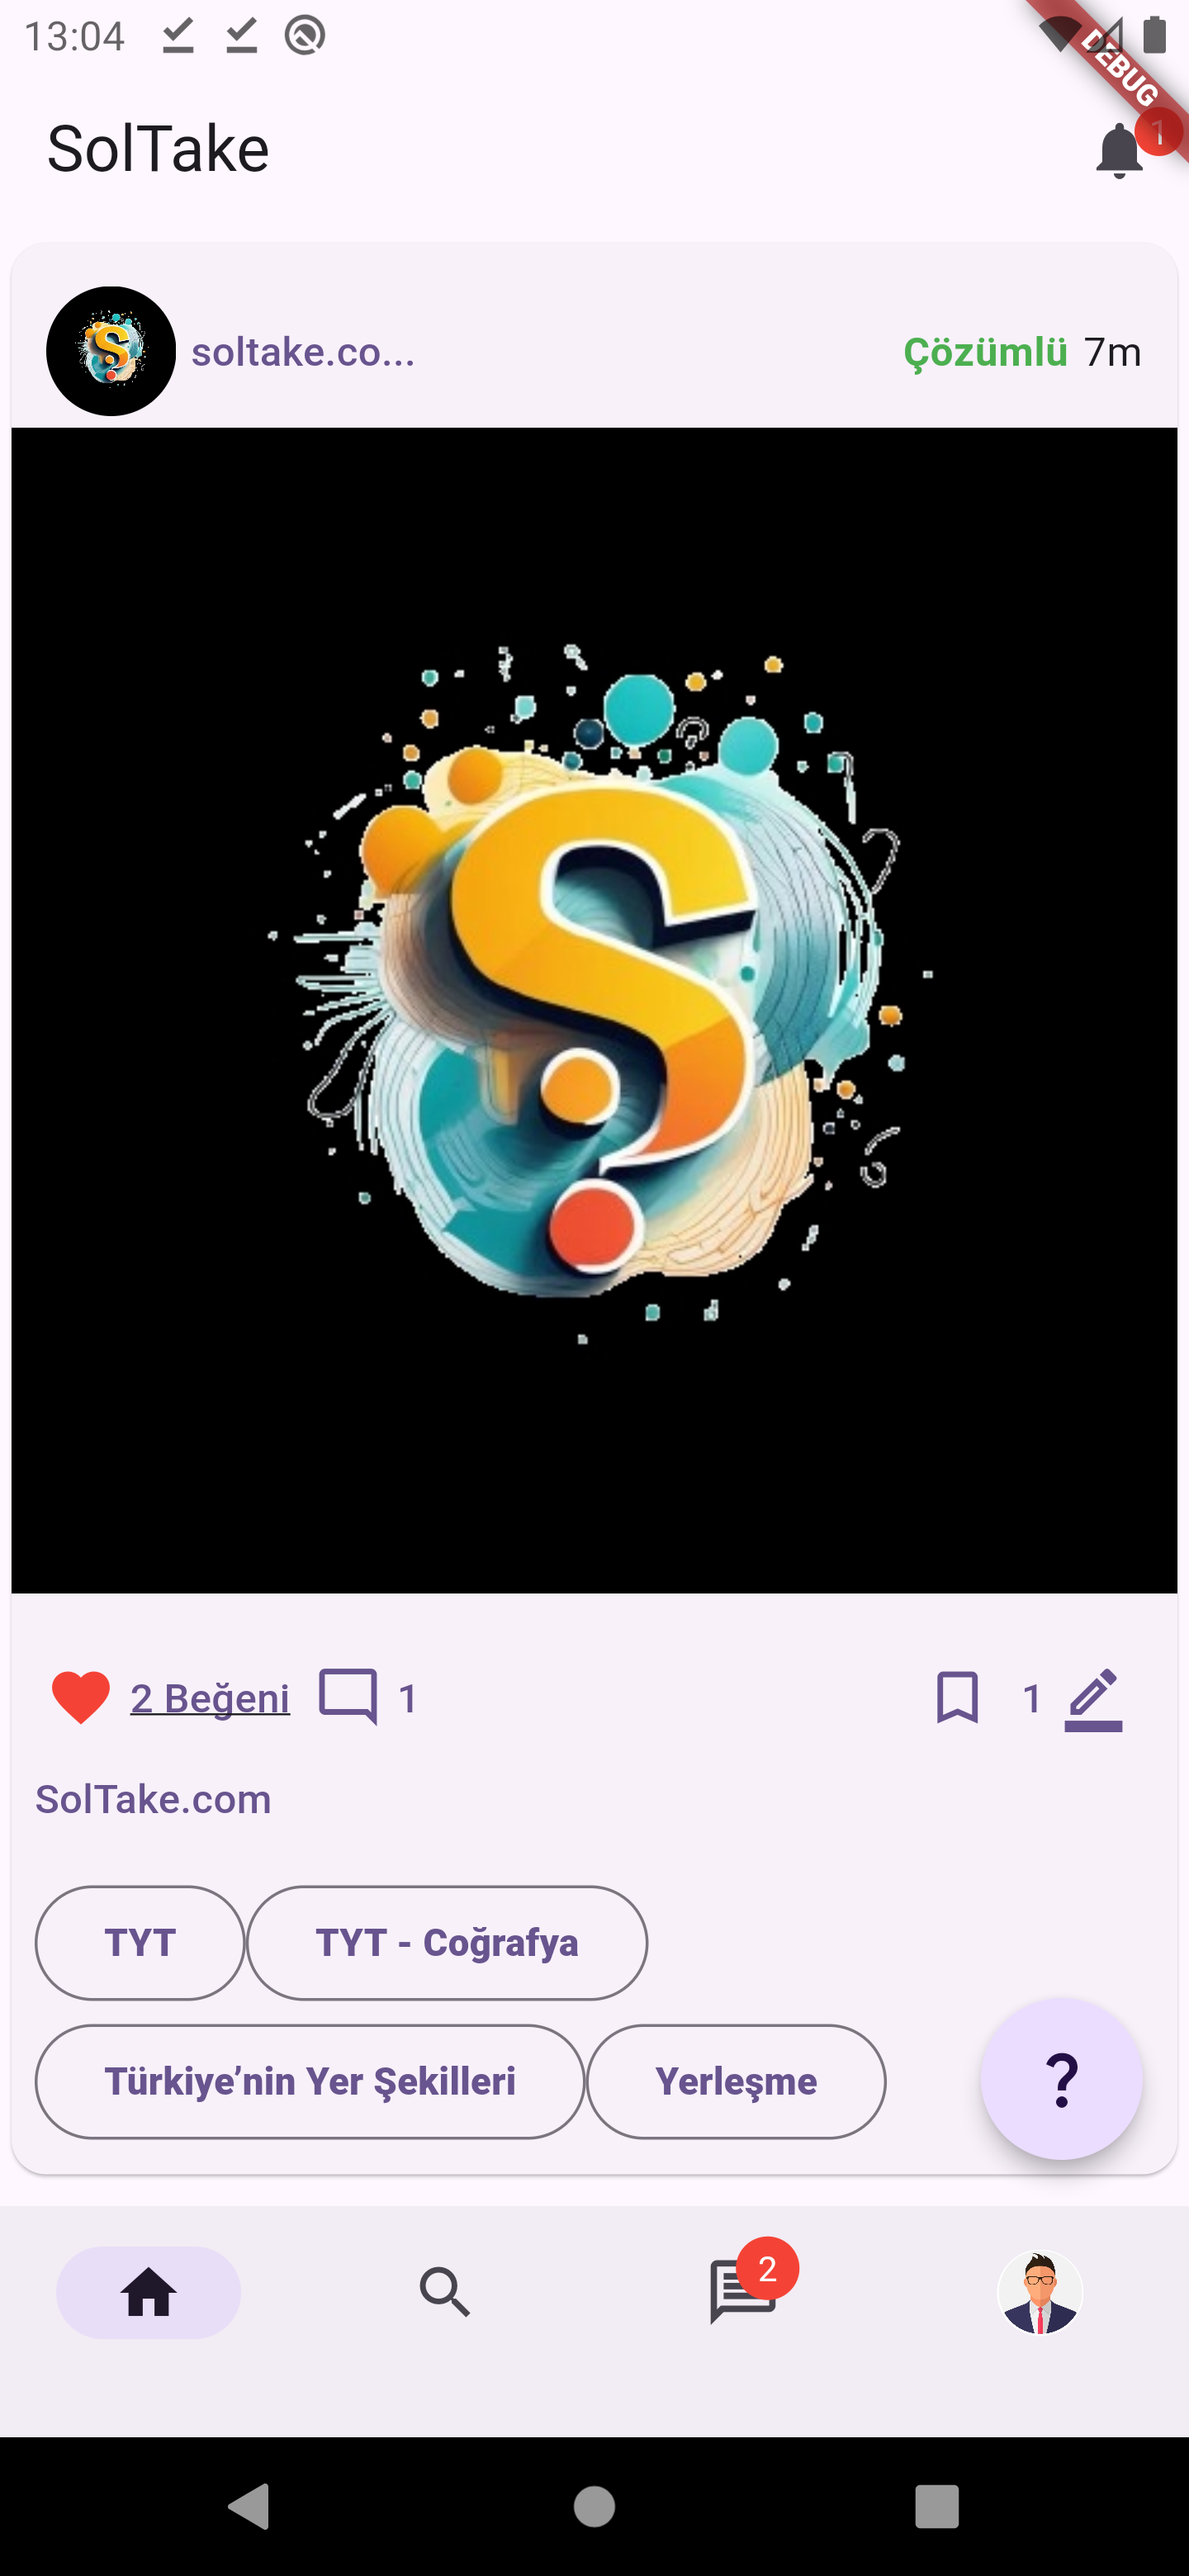 13:04
DEBUG
SolTake
1
soltake.co...
Çözümlü 7m
2 Beğeni 1 1
SolTake.com
TYT TYT - Coğrafya
Türkiye’nin Yer Şekilleri Yerleşme
?
2